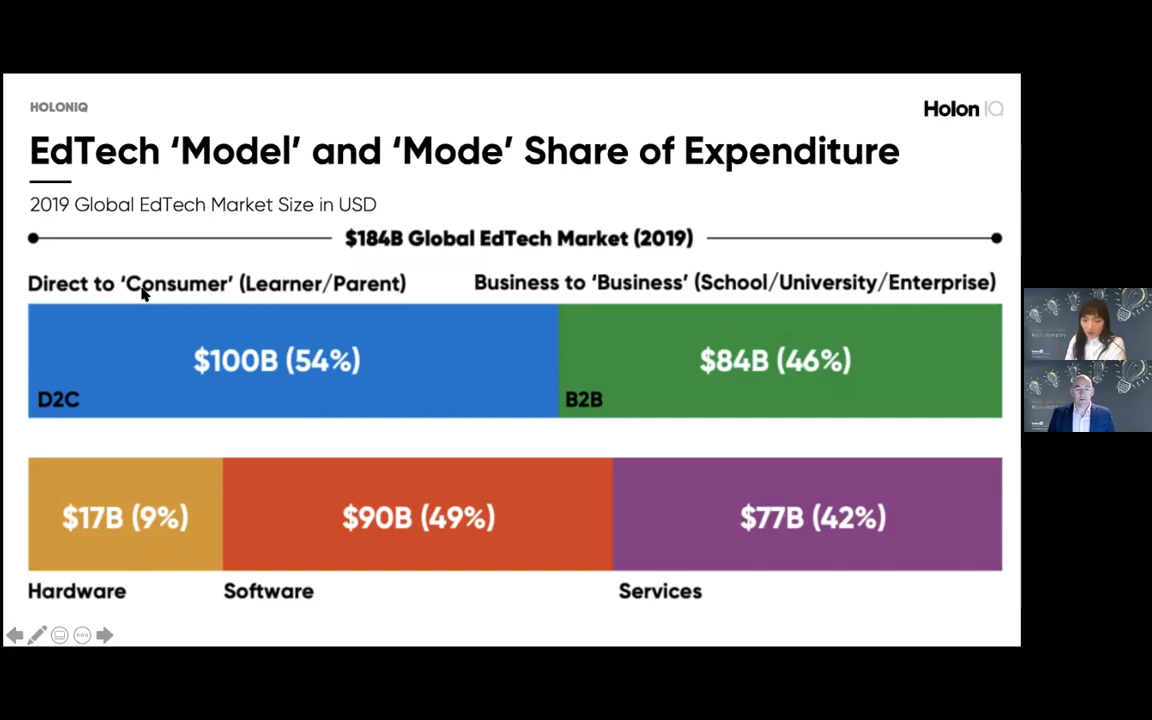 HOLONIQ
Holon IQ
EdTech ‘Model’ and ‘Mode’ Share of Expenditure
2019 Global EdTech Market Size in USD
$184B Global EdTech Market (2019)
Direct to ‘Consumer’ (Learner/Parent)
Business to ‘Business’ (School/University/Enterprise)
$100B (54%)
$84B (46%)
D2C
B2B
$17B (9%)
$90B (49%)
$77B (42%)
Hardware
Software
Services